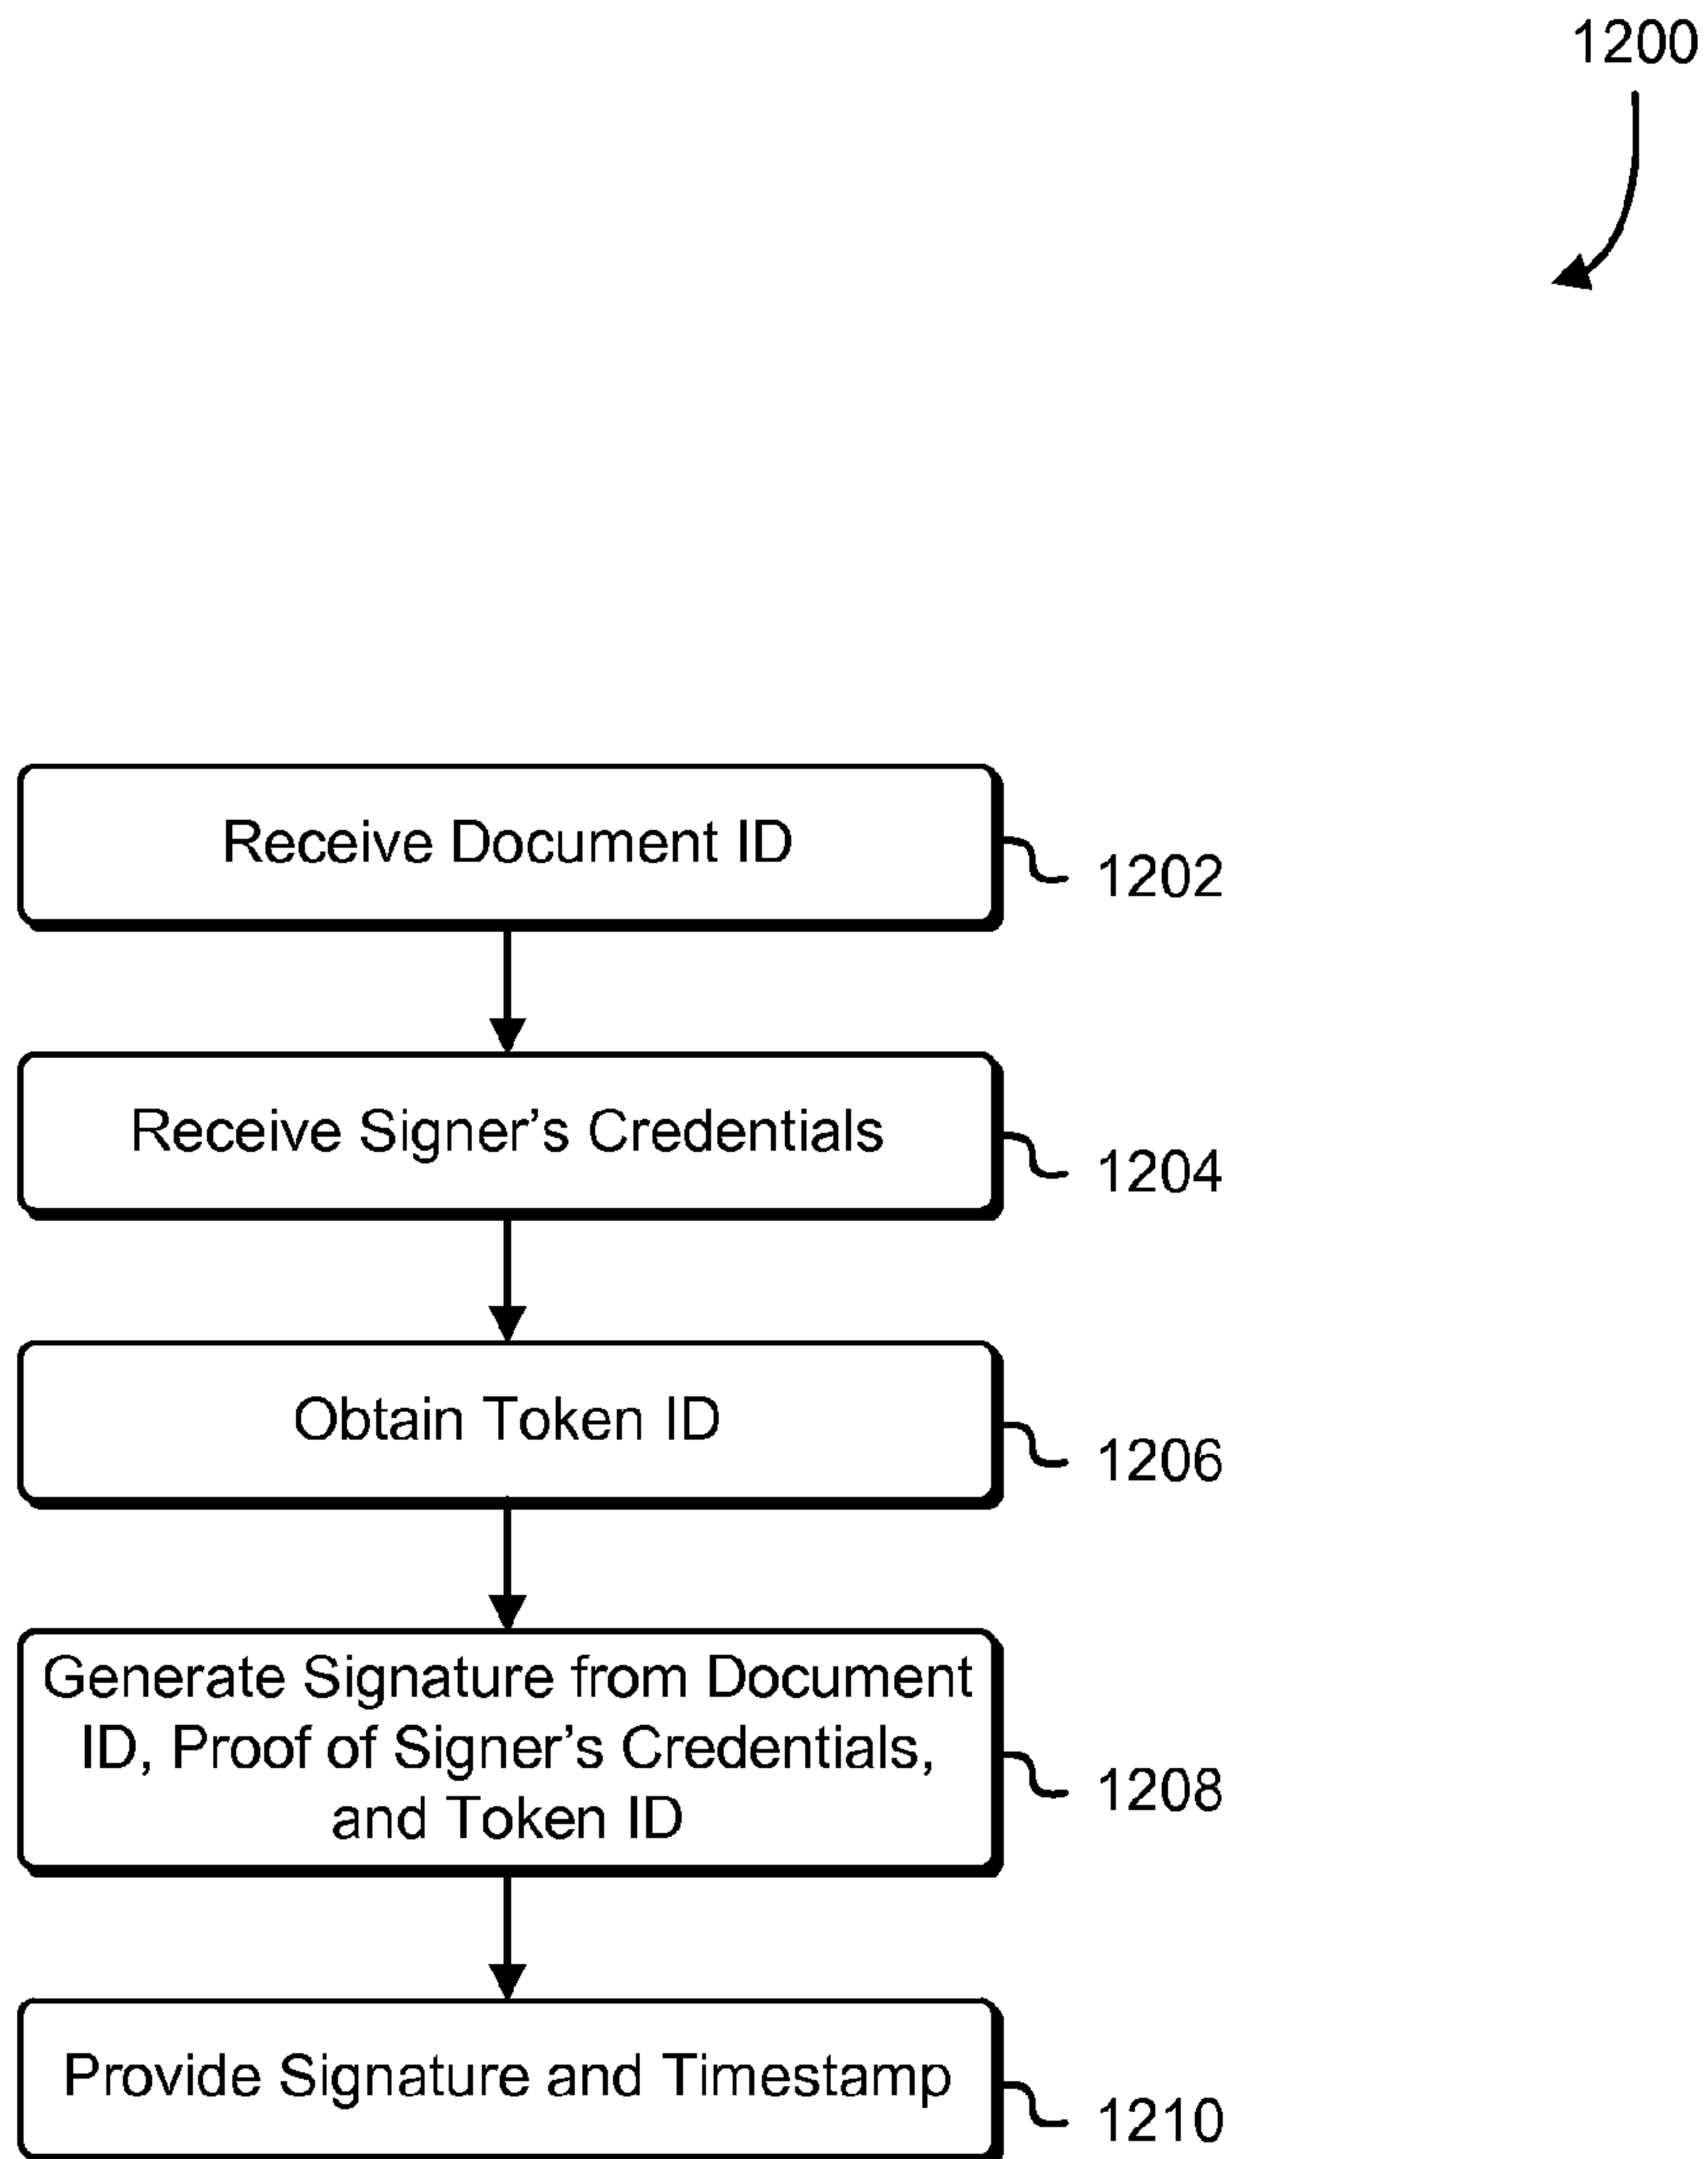 1200
Receive Document ID
1202
Receive Signer’s Credentials
1204
Obtain Token ID
1206
Generate Signature from Document
ID, Proof of Signer’s Credentials,
and Token ID
1208
Provide Signature and Timestamp
1210